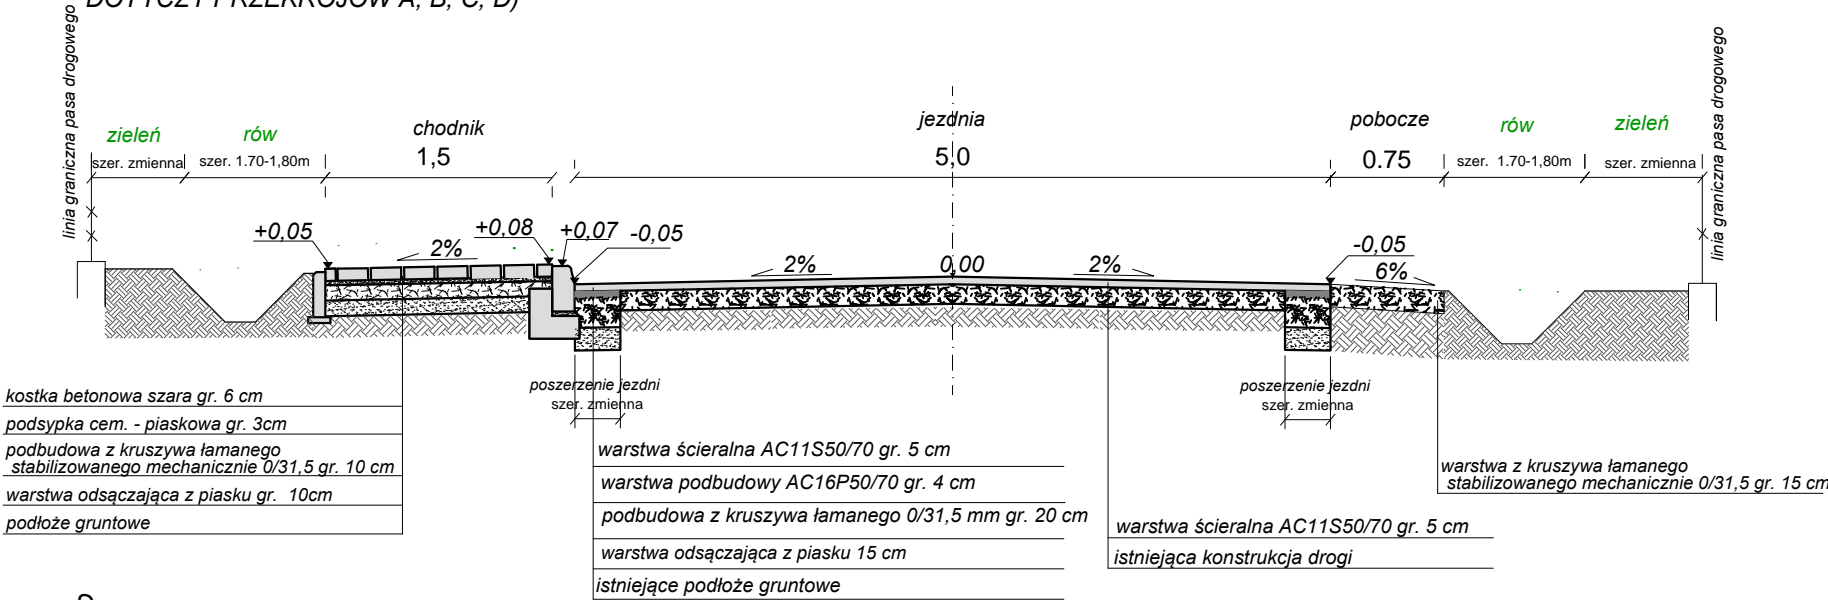 DOTYCZY PRZEKROJÓW A, B, C, D)
linia graniczna pasa drogowego
zieleń
rów
chodnik
jezdnia
pobocze
rów
zieleń
linia graniczna pasa drogowego
szer. zmienna
szer. 1.70-1,80m
1,5
5,0
0.75
szer. 1.70-1,80m
szer. zmienna
+0,05
2%
+0,08
+0,07
-0,05
2%
0,00
2%
-0,05
6%
poszerzenie jezdni
szer. zmienna
poszerzenie jezdni
szer. zmienna
kostka betonowa szara gr. 6 cm
podsypka cem. - piaskowa gr. 3cm
podbudowa z kruszywa łamanego
stabilizowanego mechanicznie 0/31,5 gr. 10 cm
warstwa odsączająca z piasku gr. 10cm
podłoże gruntowe
warstwa ścieralna AC11S50/70 gr. 5 cm
warstwa podbudowy AC16P50/70 gr. 4 cm
podbudowa z kruszywa łamanego 0/31,5 mm gr. 20 cm
warstwa odsączająca z piasku 15 cm
istniejące podłoże gruntowe
warstwa ścieralna AC11S50/70 gr. 5 cm
istniejąca konstrukcja drogi
warstwa z kruszywa łamanego
stabilizowanego mechanicznie 0/31,5 gr. 15 cm